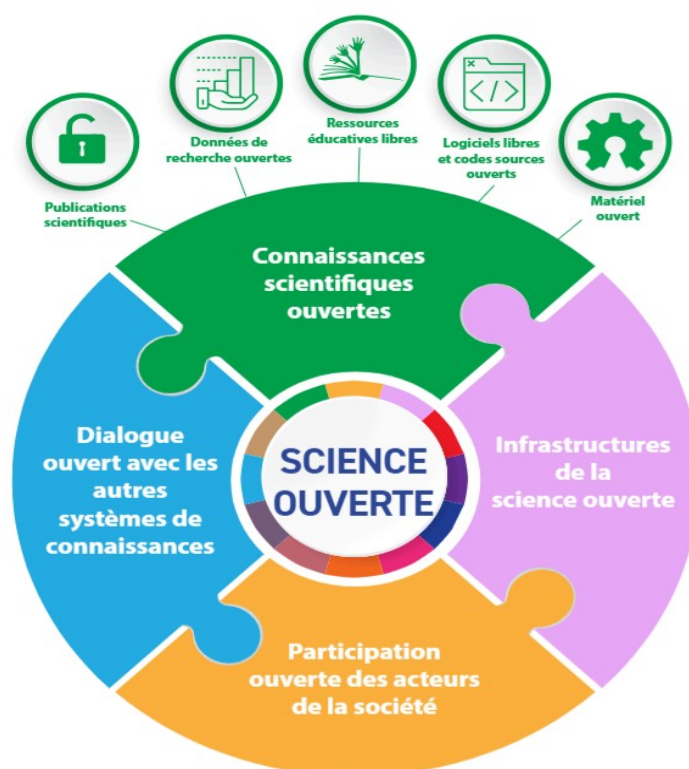 Publications
scientifiques
Données de
recherche ouvertes
Ressources
éducatives libres
Logiciels libres
et codes sources
ouverts
Matériel
ouvert
Connaissances
scientifiques
ouvertes
Dialogue
ouvert avec les
autres
systèmes de
connaissances
SCIENCE
OUVERTE
Infrastructures
de la
science ouverte
Participation
ouverte des acteurs
de la société